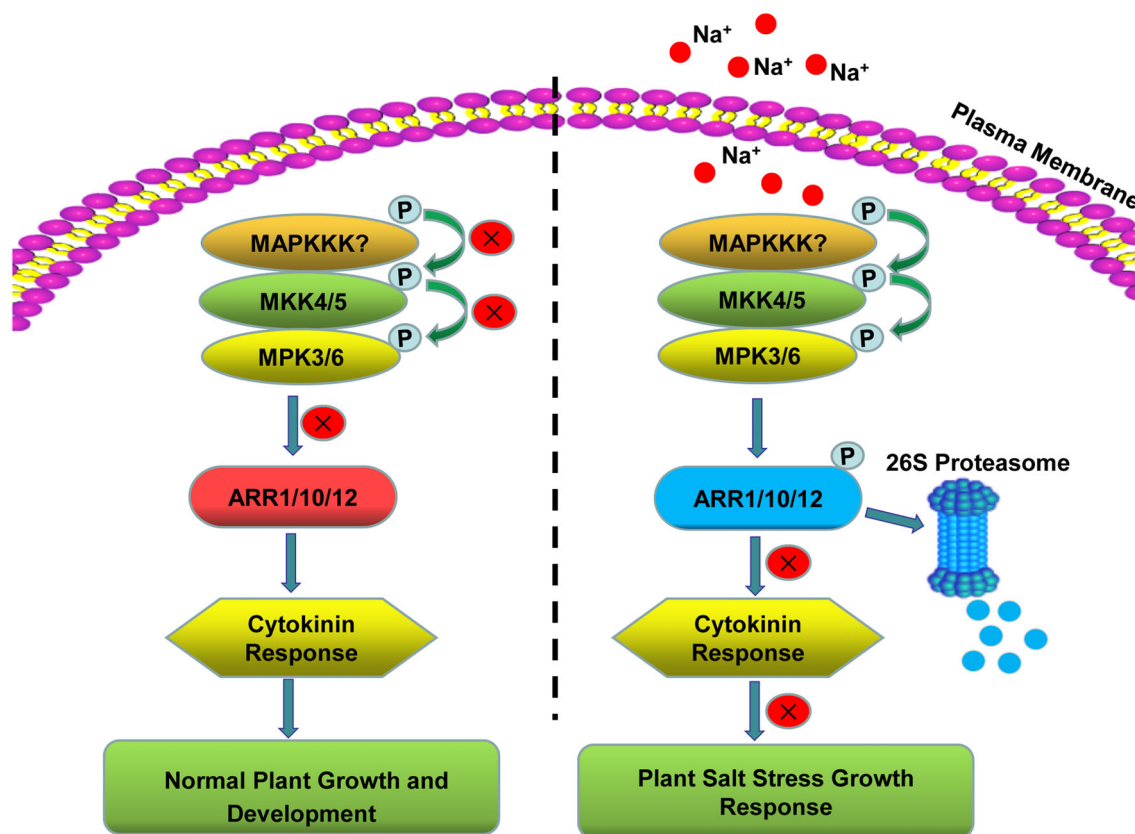 Na⁺
Na⁺
Na⁺
Plasma Membrane
Na⁺
P
MAPKKK?
×
P
MKK4/5
×
P
MPK3/6
×
ARR1/10/12
Cytokinin
Response
Normal Plant Growth and
Development
P
MAPKKK?
P
MKK4/5
P
MPK3/6
P
26S Proteasome
ARR1/10/12
×
Cytokinin
Response
×
Plant Salt Stress Growth
Response